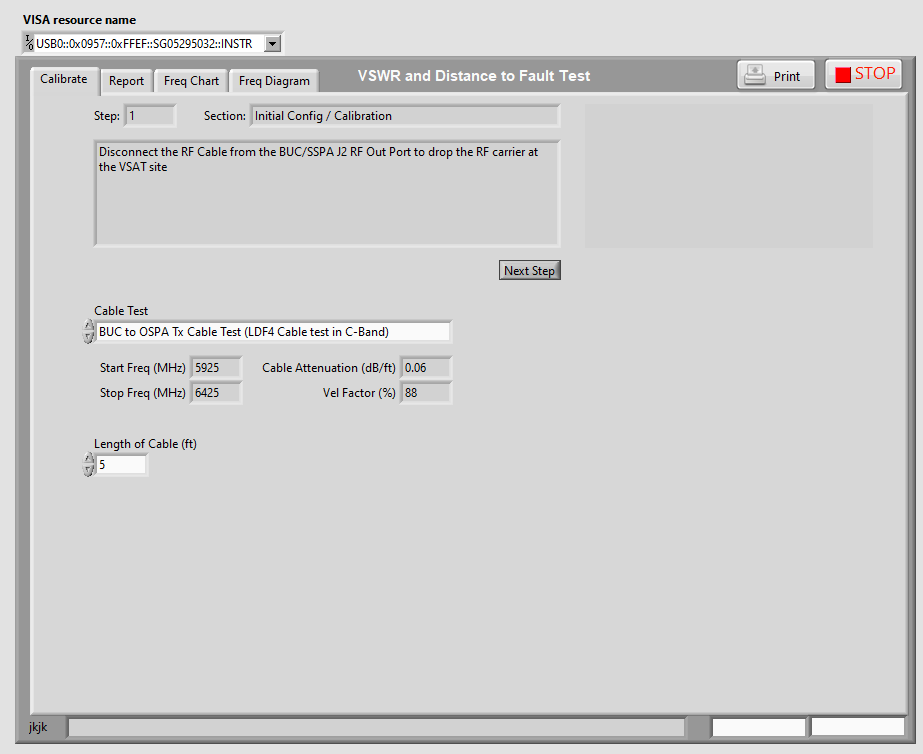 VISA resource name
USB0::0x0957::0xFFEF::SG05295032::INSTR
Calibrate Report Freq Chart Freq Diagram VSWR and Distance to Fault Test Print STOP
Step: 1 Section: Initial Config / Calibration
Disconnect the RF Cable from the BUC/SSPA J2 RF Out Port to drop the RF carrier at
the VSAT site
Next Step
Cable Test
BUC to OSPA Tx Cable Test (LDF4 Cable test in C-Band)
Start Freq (MHz) 5925 Cable Attenuation (dB/ft) 0.06
Stop Freq (MHz) 6425 Vel Factor (%) 88
Length of Cable (ft)
5
jkjk